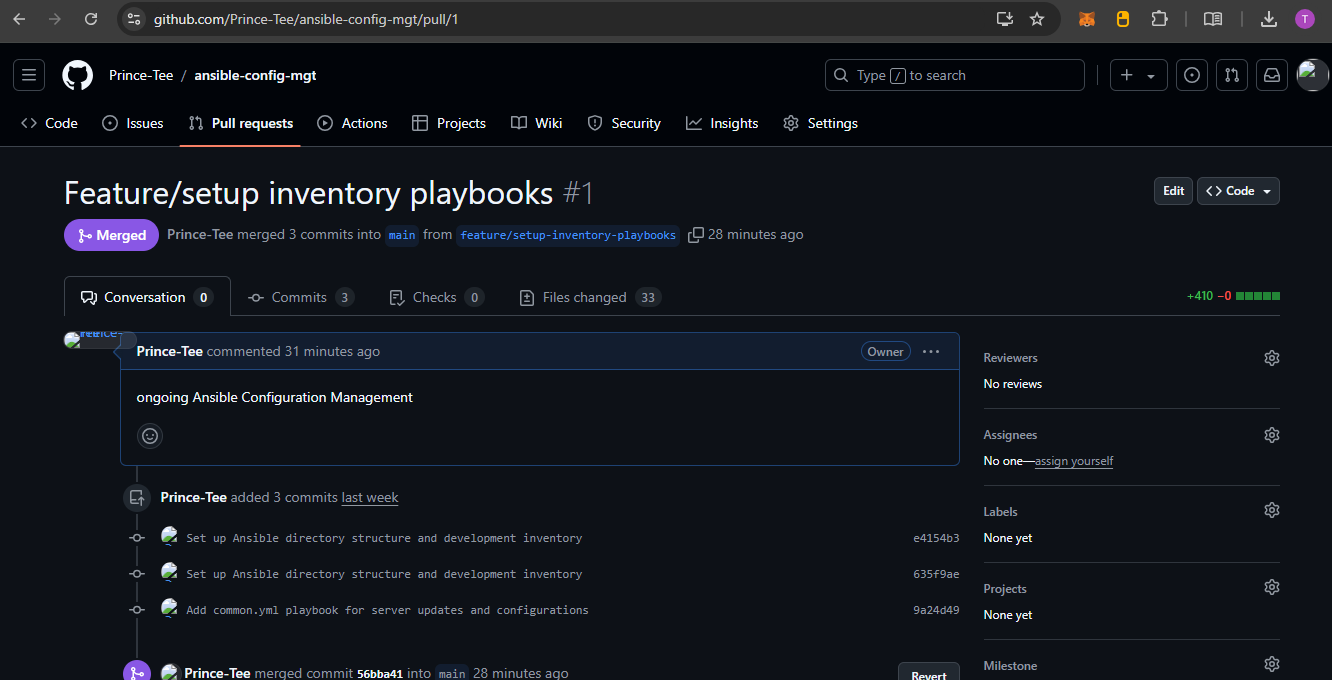 github.com/Prince-Tee/ansible-config-mgt/pull/1
T
Prince-Tee / ansible-config-mgt
Type / to search
Code Issues Pull requests Actions Projects Wiki Security Insights Settings
Feature/setup inventory playbooks #1
Edit
Code
Merged
Prince-Tee merged 3 commits into main from feature/setup-inventory-playbooks 28 minutes ago
Conversation 0 Commits 3 Checks 0 Files changed 33
+410 −0
Prince-Tee commented 31 minutes ago
Owner
ongoing Ansible Configuration Management
Prince-Tee added 3 commits last week
Set up Ansible directory structure and development inventory e4154b3
Set up Ansible directory structure and development inventory 635f9ae
Add common.yml playbook for server updates and configurations 9a24d49
Prince-Tee merged commit 56bba41 into main 28 minutes ago
Revert
Reviewers
No reviews
Assignees
No one—assign yourself
Labels
None yet
Projects
None yet
Milestone